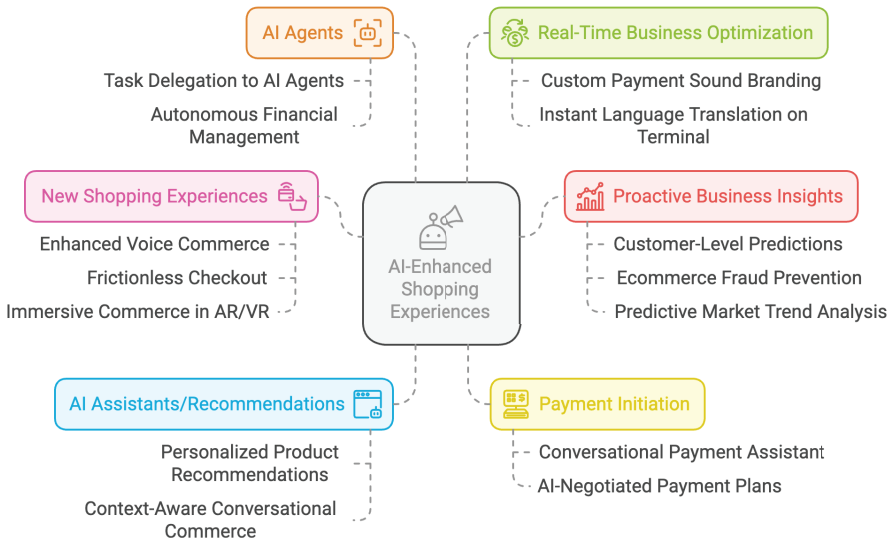 AI Agents
Task Delegation to AI Agents
Autonomous Financial
Management
Real-Time Business Optimization
Custom Payment Sound Branding
Instant Language Translation on
Terminal
New Shopping Experiences
Enhanced Voice Commerce
Frictionless Checkout
Immersive Commerce in AR/VR
AI-Enhanced
Shopping
Experiences
Proactive Business Insights
Customer-Level Predictions
Ecommerce Fraud Prevention
Predictive Market Trend Analysis
AI Assistants/Recommendations
Personalized Product
Recommendations
Context-Aware Conversational
Commerce
Payment Initiation
Conversational Payment Assistant
AI-Negotiated Payment Plans